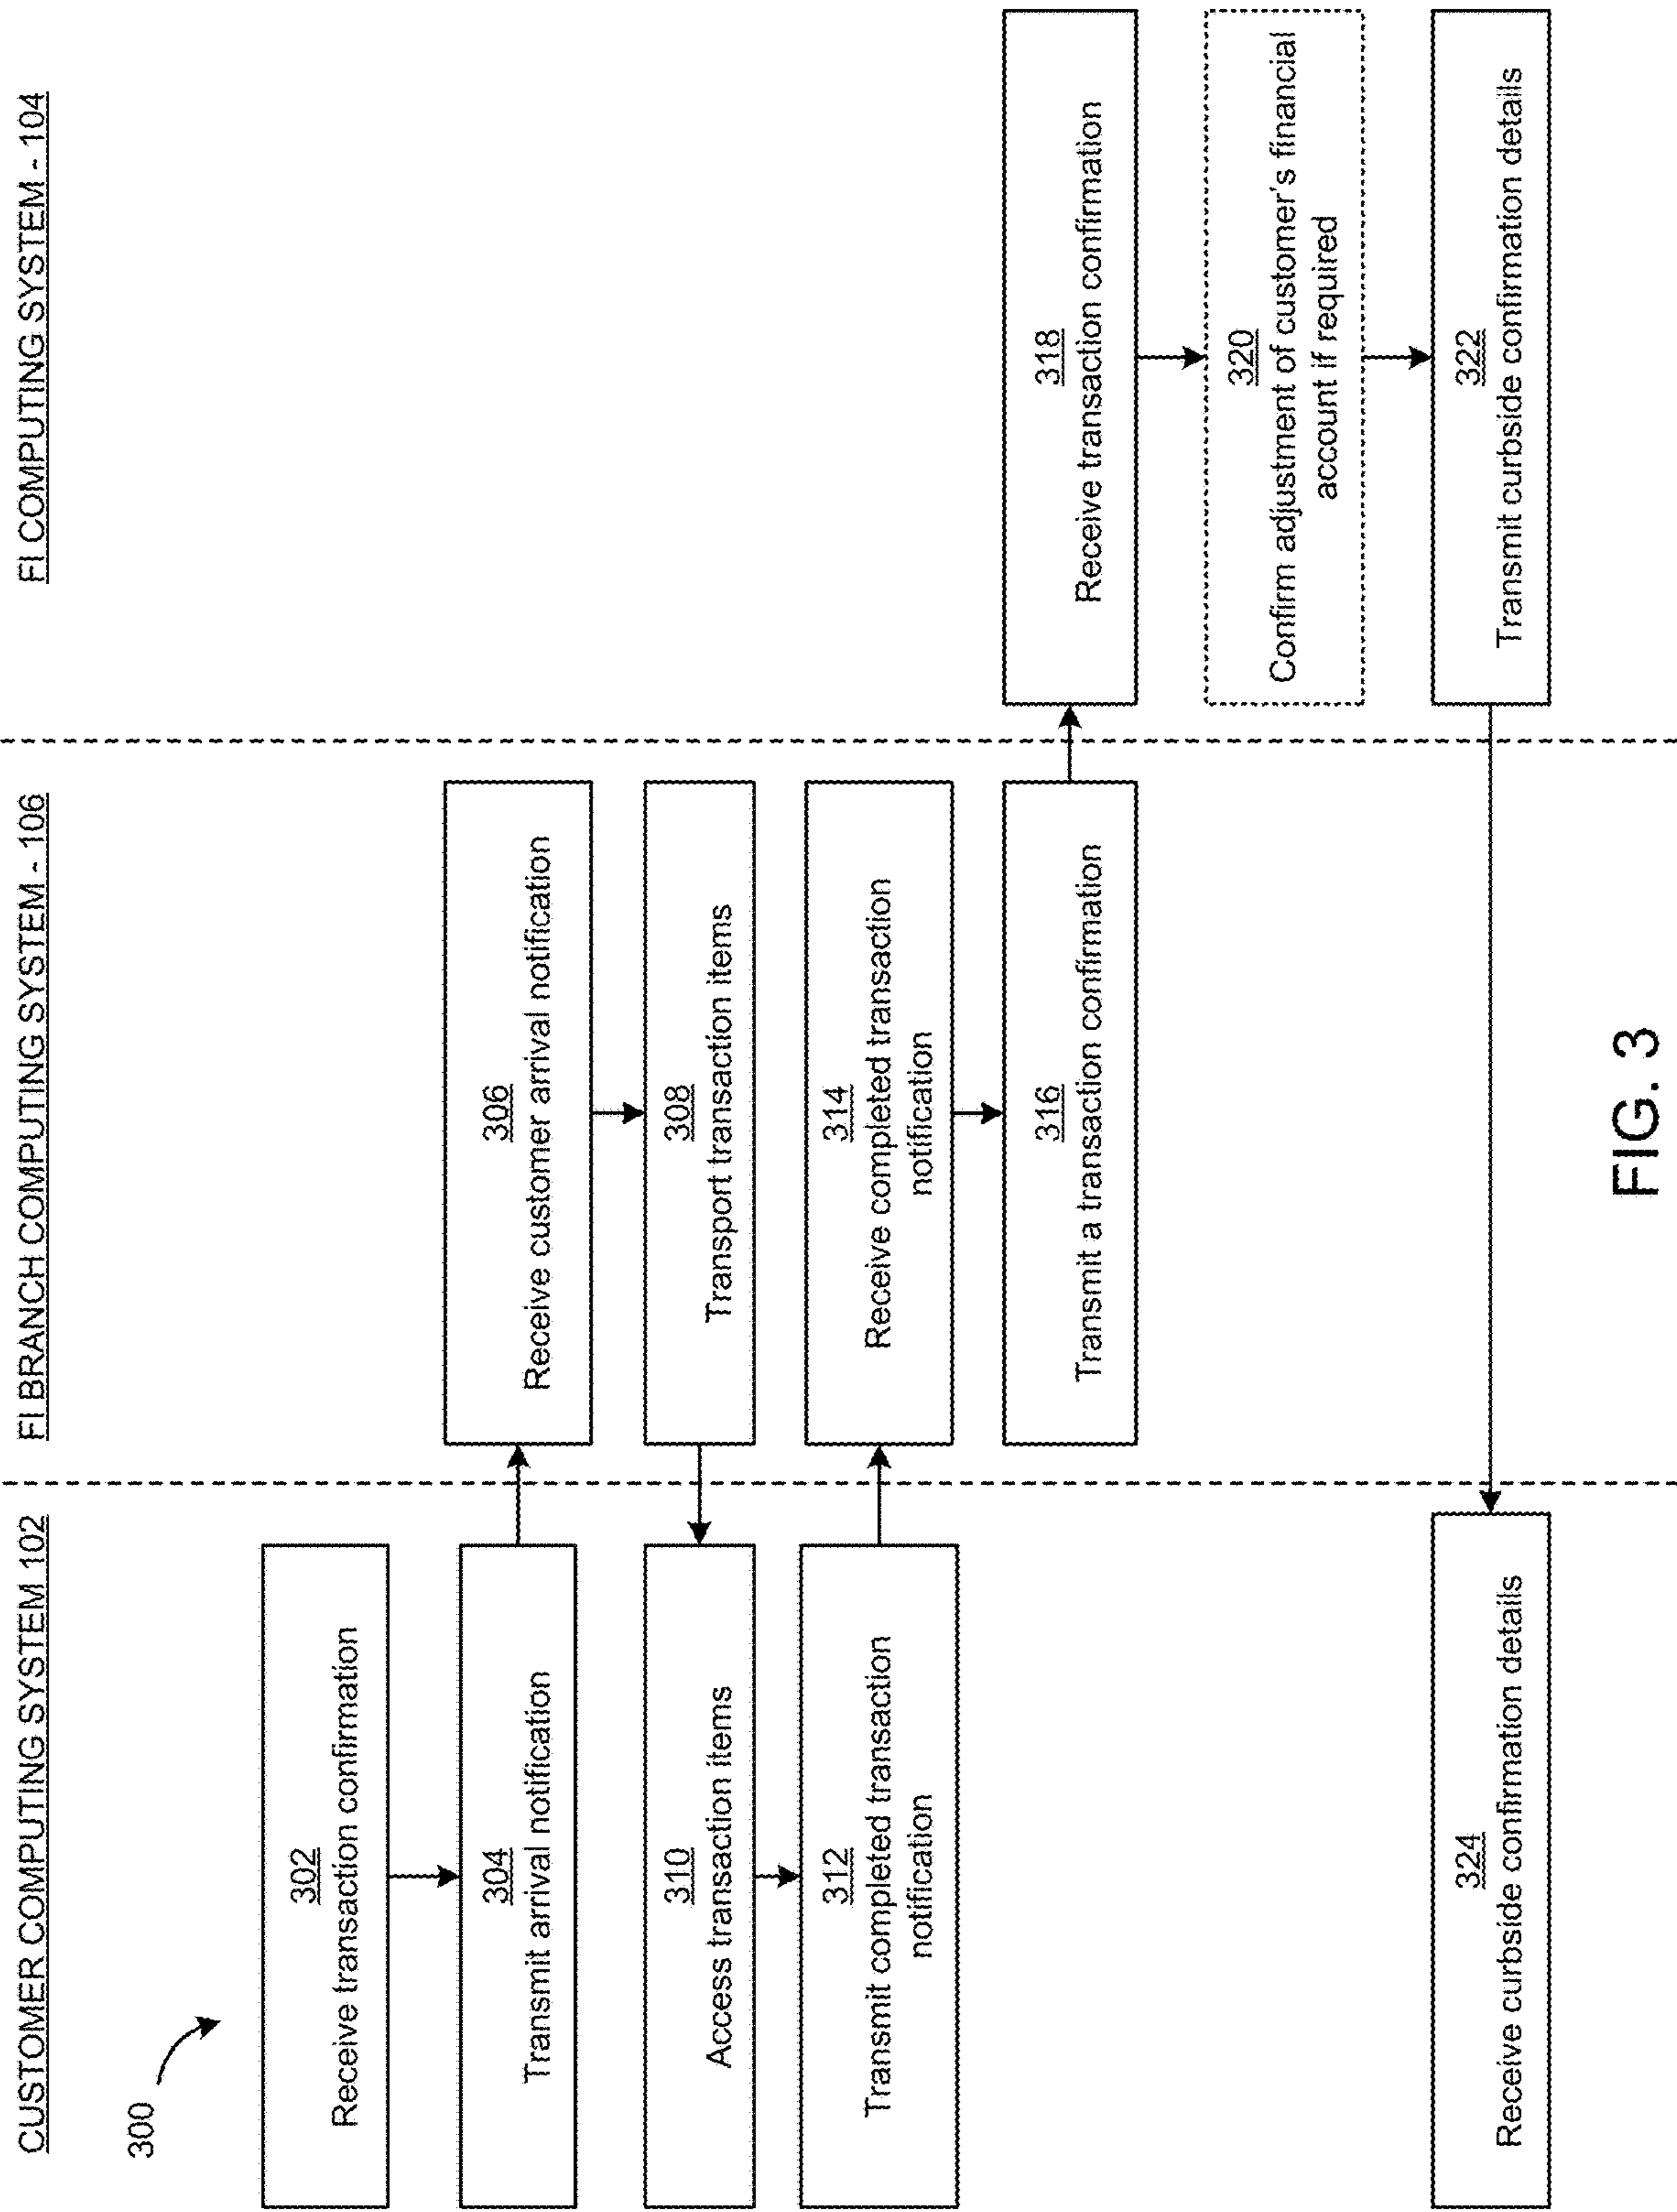 CUSTOMER COMPUTING SYSTEM 102
FI BRANCH COMPUTING SYSTEM - 106
FI COMPUTING SYSTEM - 104
300
302
Receive transaction confirmation
304
Transmit arrival notification
306
Receive customer arrival notification
308
Transport transaction items
310
Access transaction items
312
Transmit completed transaction
notification
314
Receive completed transaction
notification
316
Transmit a transaction confirmation
318
Receive transaction confirmation
320
Confirm adjustment of customer's financial
account if required
322
Transmit curbside confirmation details
324
Receive curbside confirmation details
FIG. 3